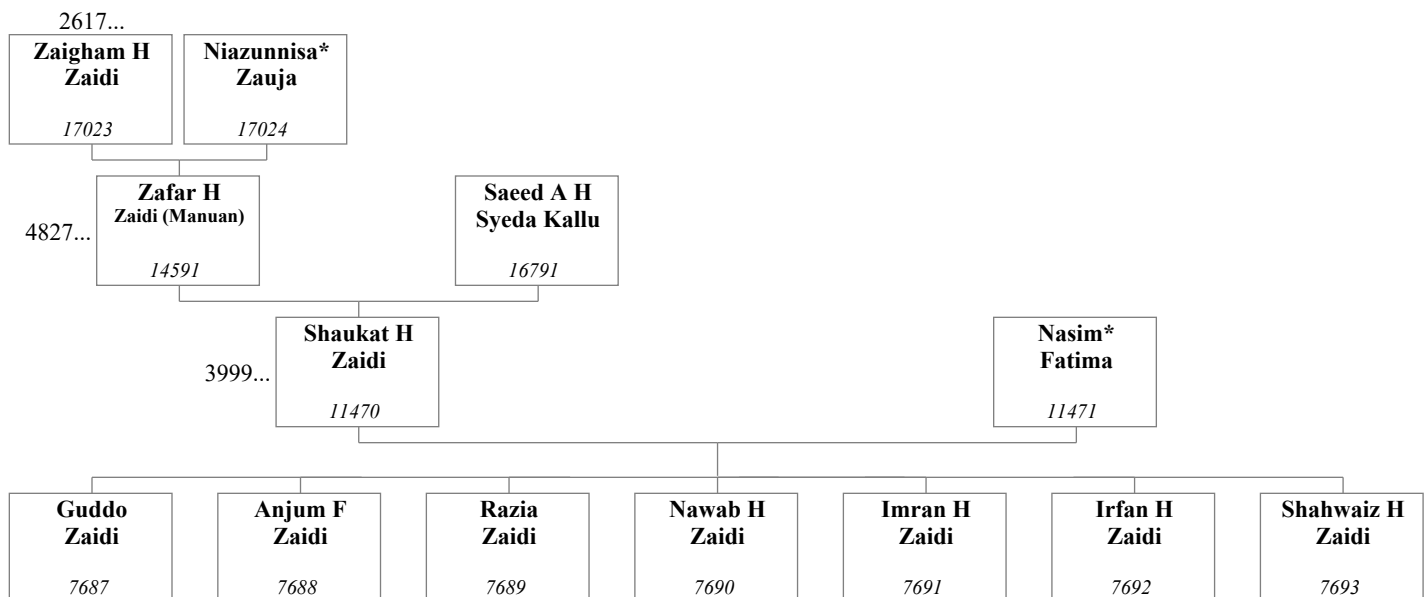 2617...
Zaigham H
Zaidi
17023
Niazunnisa*
Zauja
17024
4827...
Zafar H
Zaidi (Manuan)
14591
Saeed A H
Syeda Kallu
16791
3999...
Shaukat H
Zaidi
11470
Nasim*
Fatima
11471
Guddo
Zaidi
7687
Anjum F
Zaidi
7688
Razia
Zaidi
7689
Nawab H
Zaidi
7690
Imran H
Zaidi
7691
Irfan H
Zaidi
7692
Shahwaiz H
Zaidi
7693